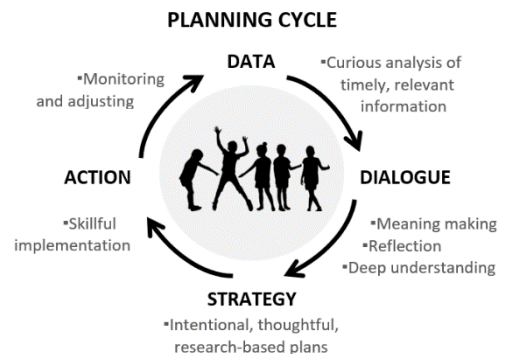 PLANNING CYCLE
DATA
▪Curious analysis of
timely, relevant
information
DIALOGUE
▪Meaning making
▪Reflection
▪Deep understanding
STRATEGY
▪Intentional, thoughtful,
research-based plans
ACTION
▪Skillful
implementation
▪Monitoring
and adjusting